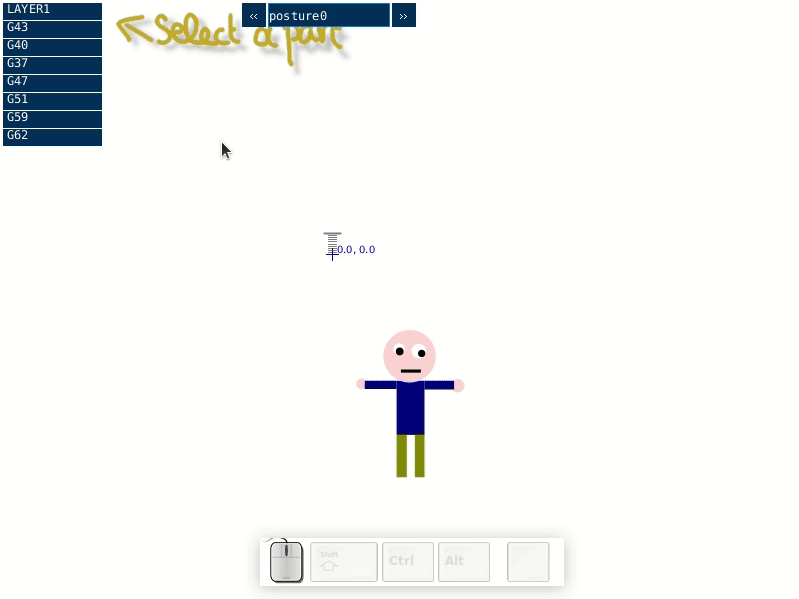 LAYER1
G43
G40
G37
G47
G51
G59
G62
Select a part
<< posture0 >>
0.0, 0.0
Shift
Ctrl
Alt